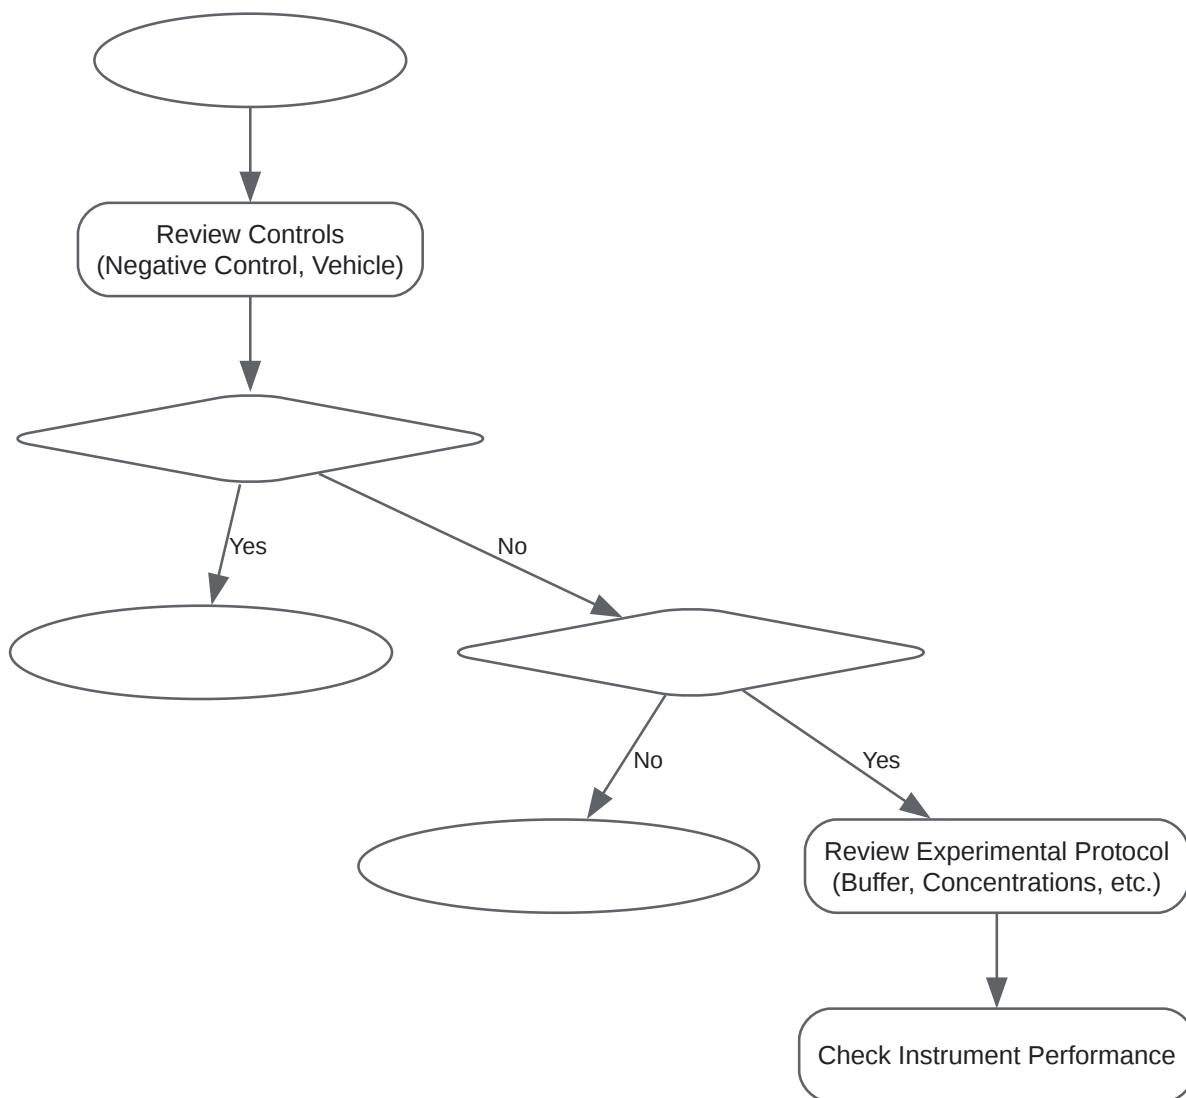 Review Controls
(Negative Control, Vehicle)
Yes
No
No
Yes
Review Experimental Protocol
(Buffer, Concentrations, etc.)
Check Instrument Performance